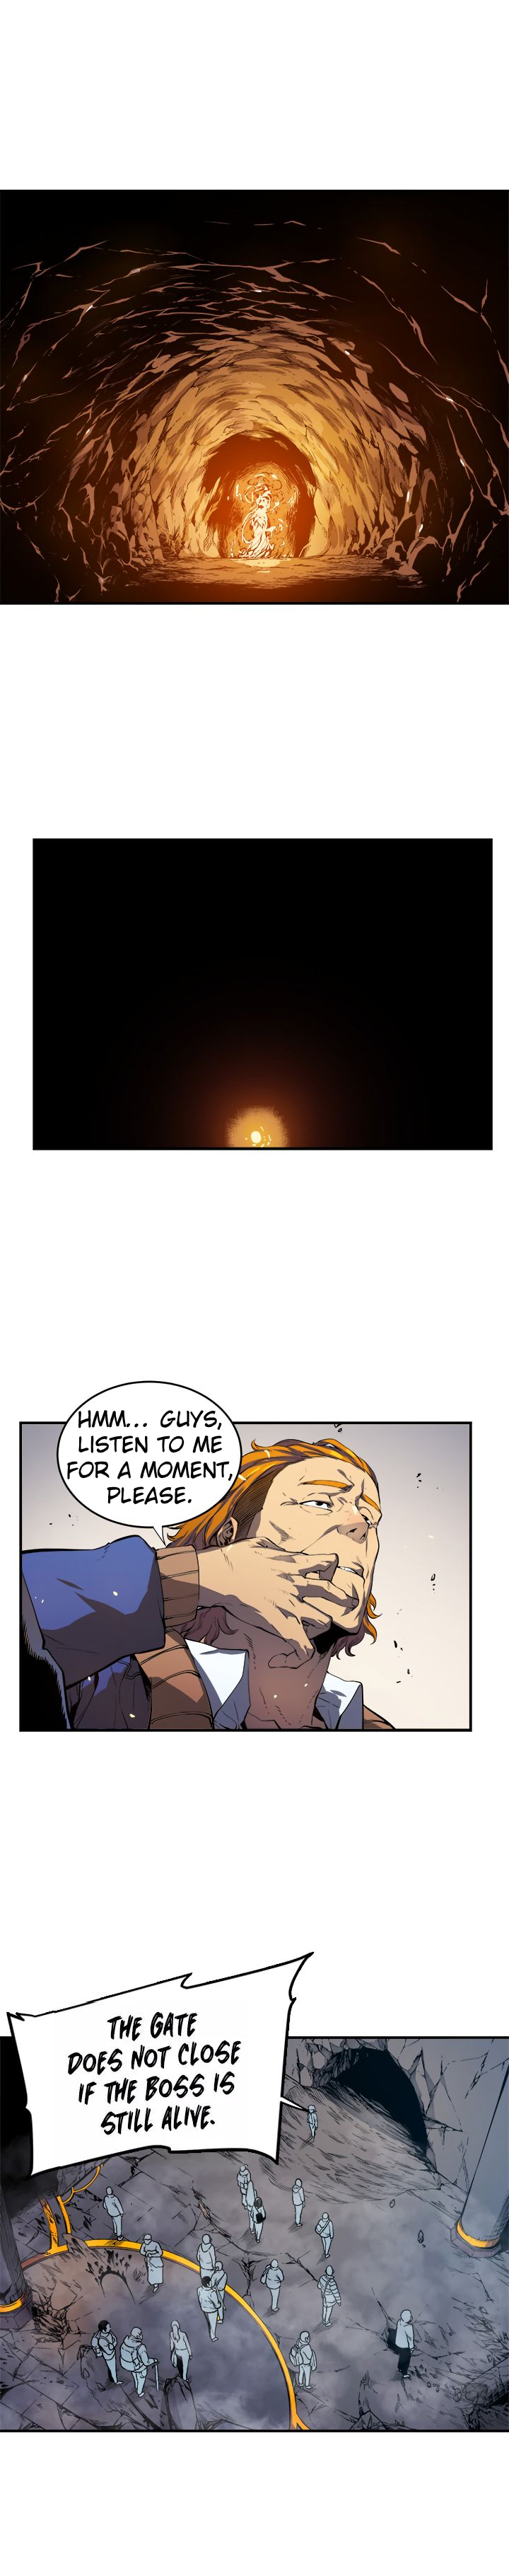 HMM... GUYS,
LISTEN TO ME
FOR A MOMENT,
PLEASE.
THE GATE
DOES NOT CLOSE
IF THE BOSS IS
STILL ALIVE.